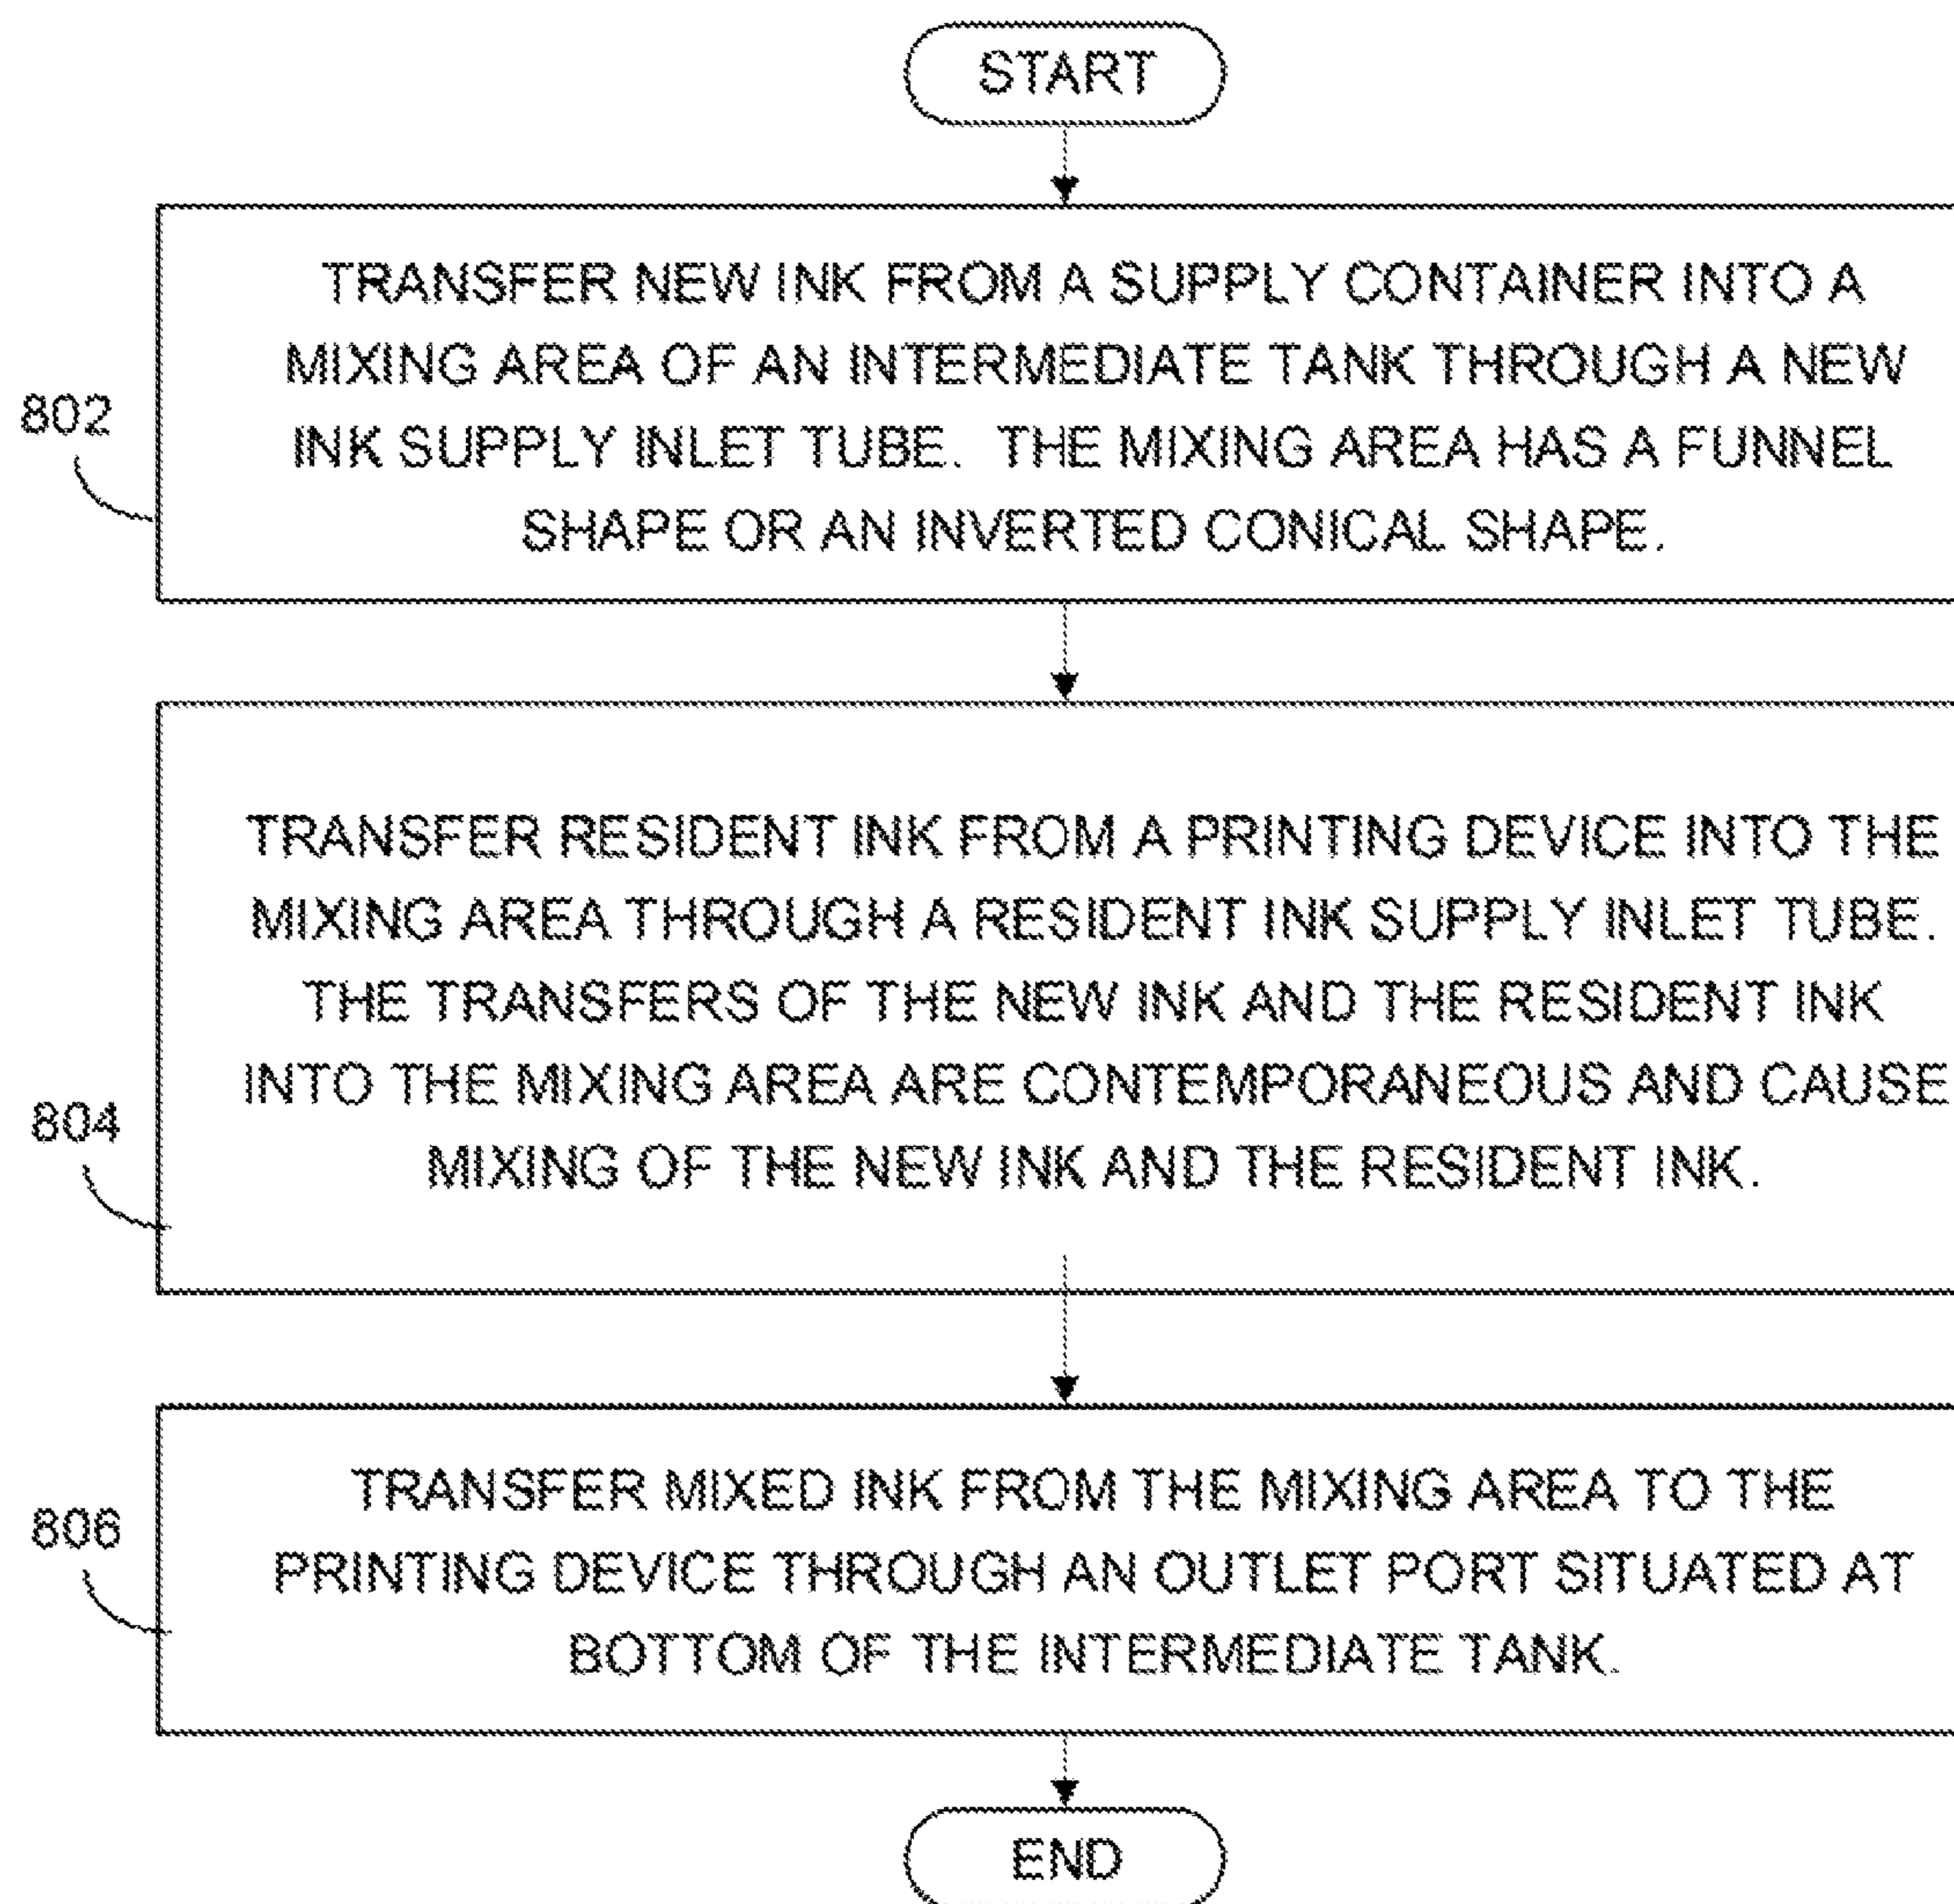 START
TRANSFER NEW INK FROM A SUPPLY CONTAINER INTO A
MIXING AREA OF AN INTERMEDIATE TANK THROUGH A NEW
INK SUPPLY INLET TUBE. THE MIXING AREA HAS A FUNNEL
SHAPE OR AN INVERTED CONICAL SHAPE.
802
TRANSFER RESIDENT INK FROM A PRINTING DEVICE INTO THE
MIXING AREA THROUGH A RESIDENT INK SUPPLY INLET TUBE.
THE TRANSFERS OF THE NEW INK AND THE RESIDENT INK
INTO THE MIXING AREA ARE CONTEMPORANEOUS AND CAUSE
MIXING OF THE NEW INK AND THE RESIDENT INK.
804
TRANSFER MIXED INK FROM THE MIXING AREA TO THE
PRINTING DEVICE THROUGH AN OUTLET PORT SITUATED AT
BOTTOM OF THE INTERMEDIATE TANK.
806
END